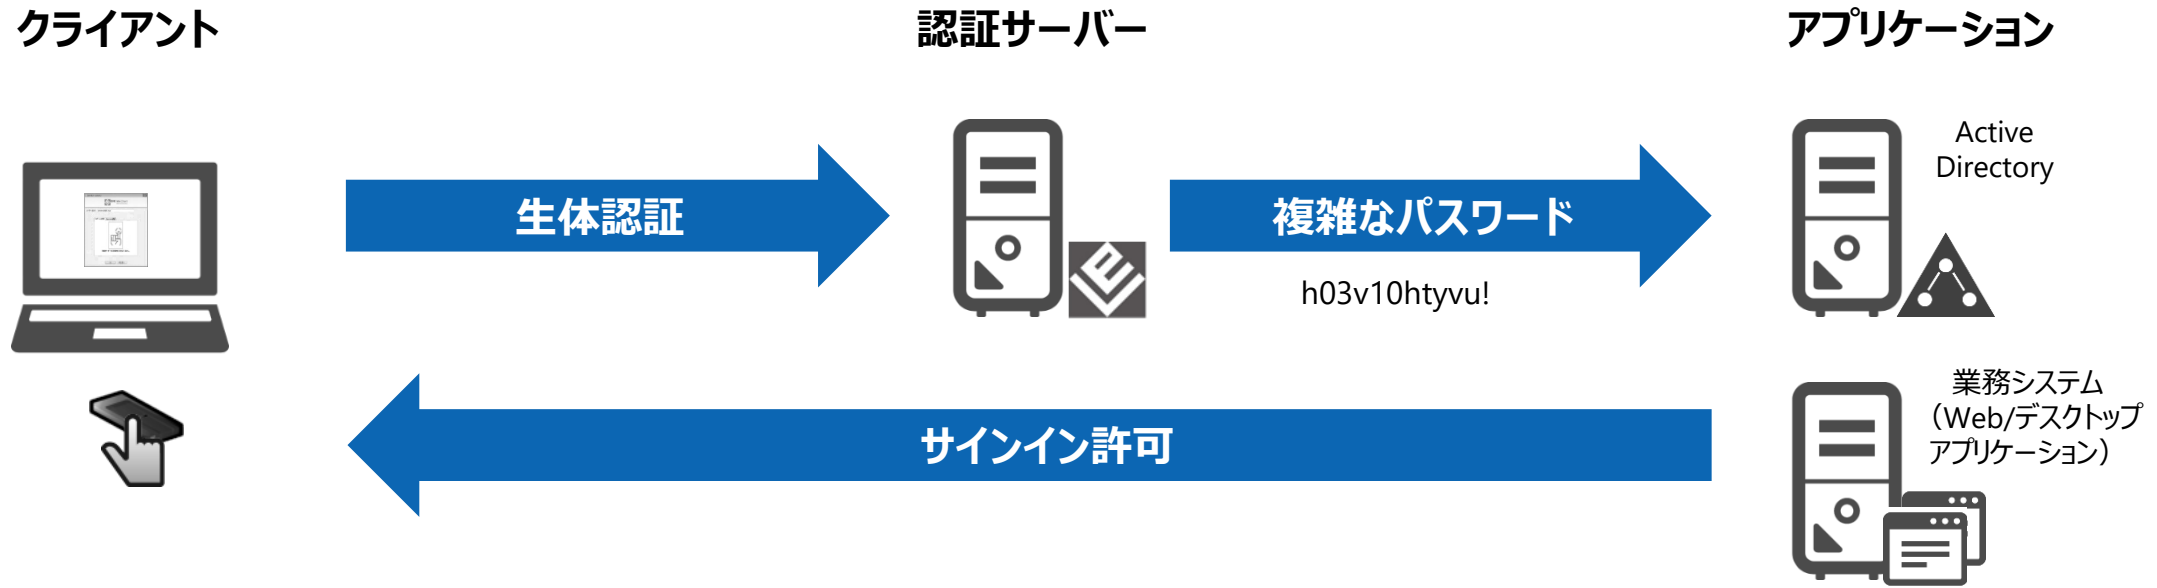 クライアント
認証サーバー
アプリケーション
Active
Directory
生体認証
複雑なパスワード
h03v10htyvu!
業務システム
（Web/デスクトップ
アプリケーション）
サインイン許可